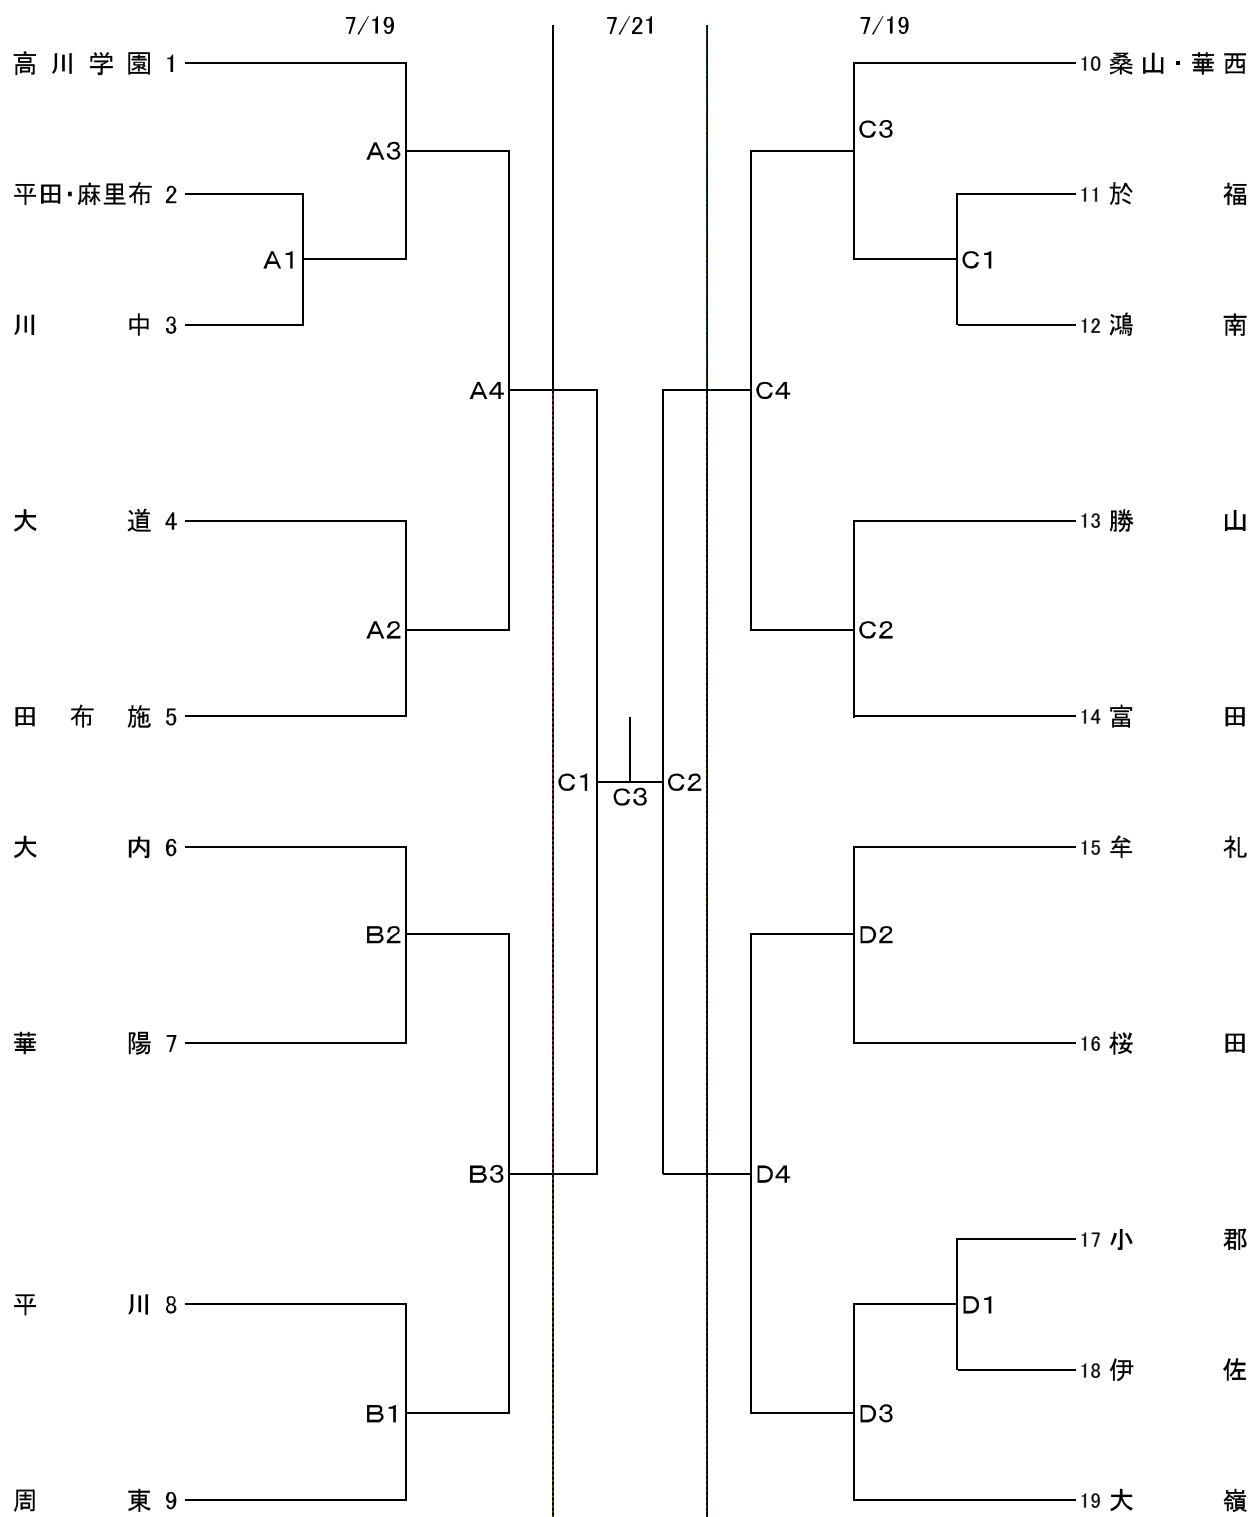 7/19 7/21 7/19
高川学園 1 10 桑山・華西
C3
A3
平田・麻里布 2 11 於福
A1 C1
川中 3 12 鴻南
A4 C4
大道 4 13 勝山
A2 C2
田布施 5 14 富田
C1 C2
C3
大内 6 15 牟礼
B2 D2
華陽 7 16 桜田
B3 D4
17 小郡
平川 8 D1
18 伊佐
B1 D3
周東 9 19 大嶺